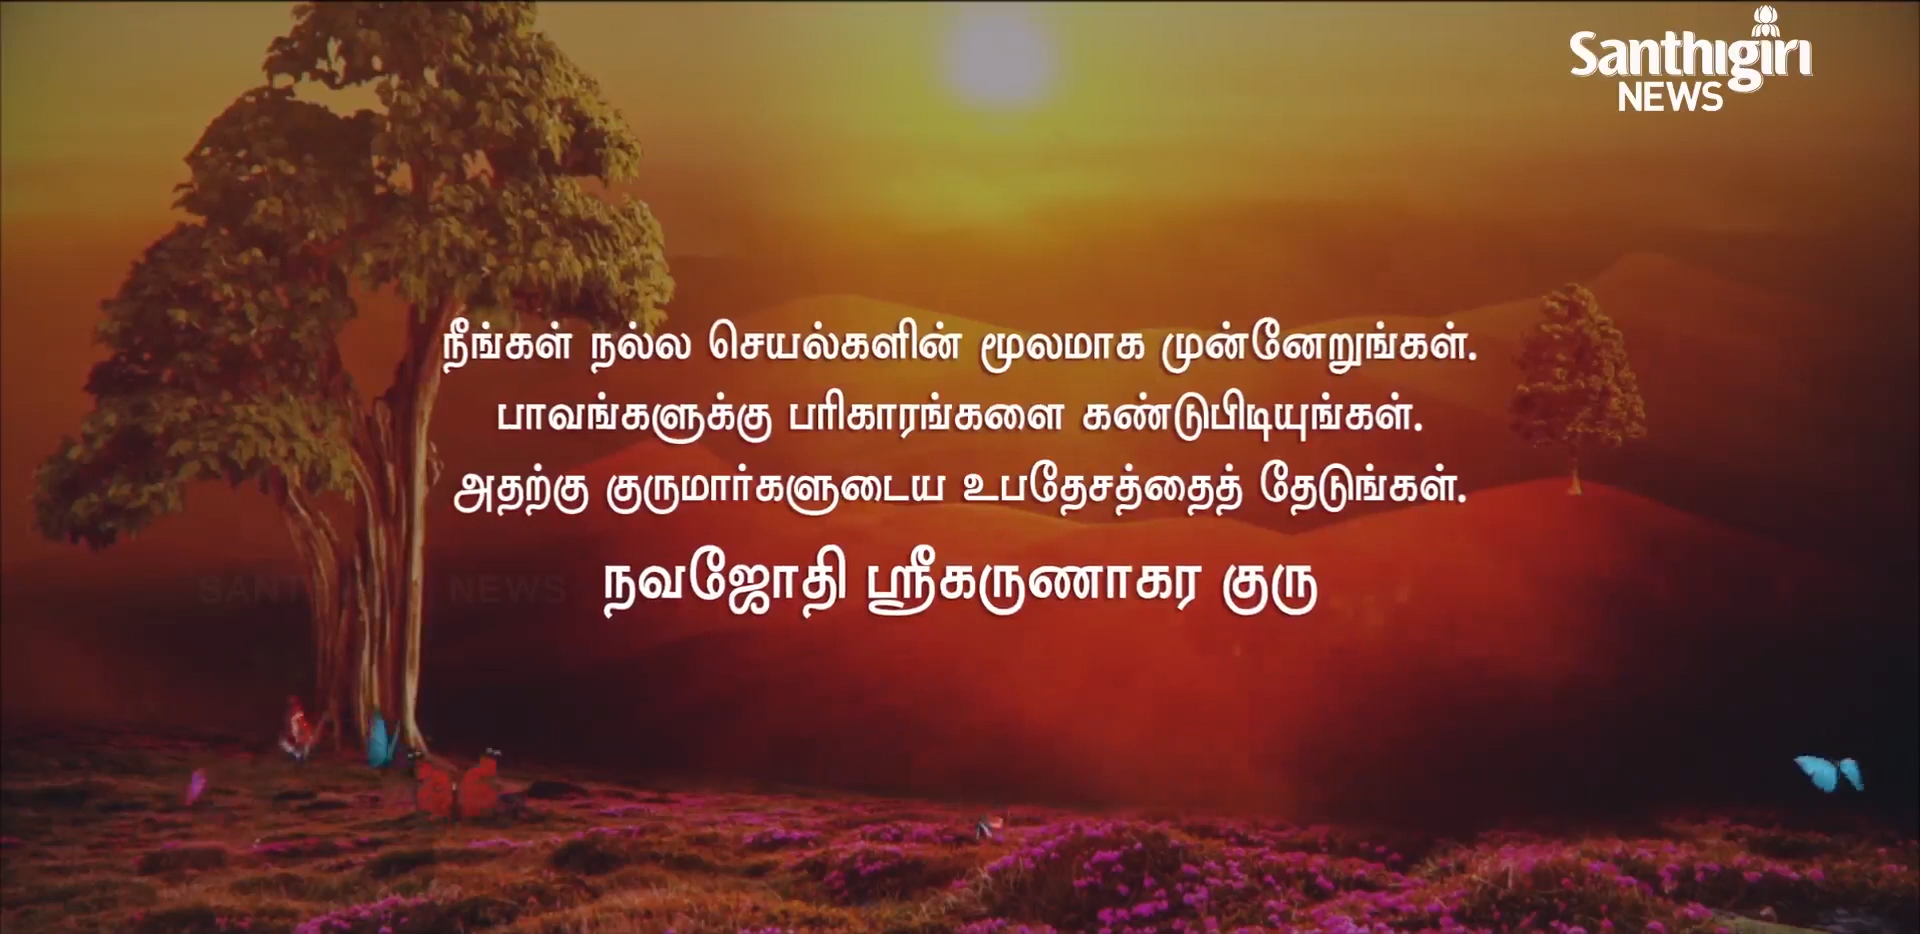 Santhigiri
NEWS
நீங்கள் நல்ல செயல்களின் மூலமாக முன்னேறுங்கள்.
பாவங்களுக்கு பரிகாரங்களை கண்டுபிடியுங்கள்.
அதற்கு குருமார்களுடைய உபதேசத்தைத் தேடுங்கள்.
நவஜோதி ஸ்ரீகருணாகர குரு
NEWS